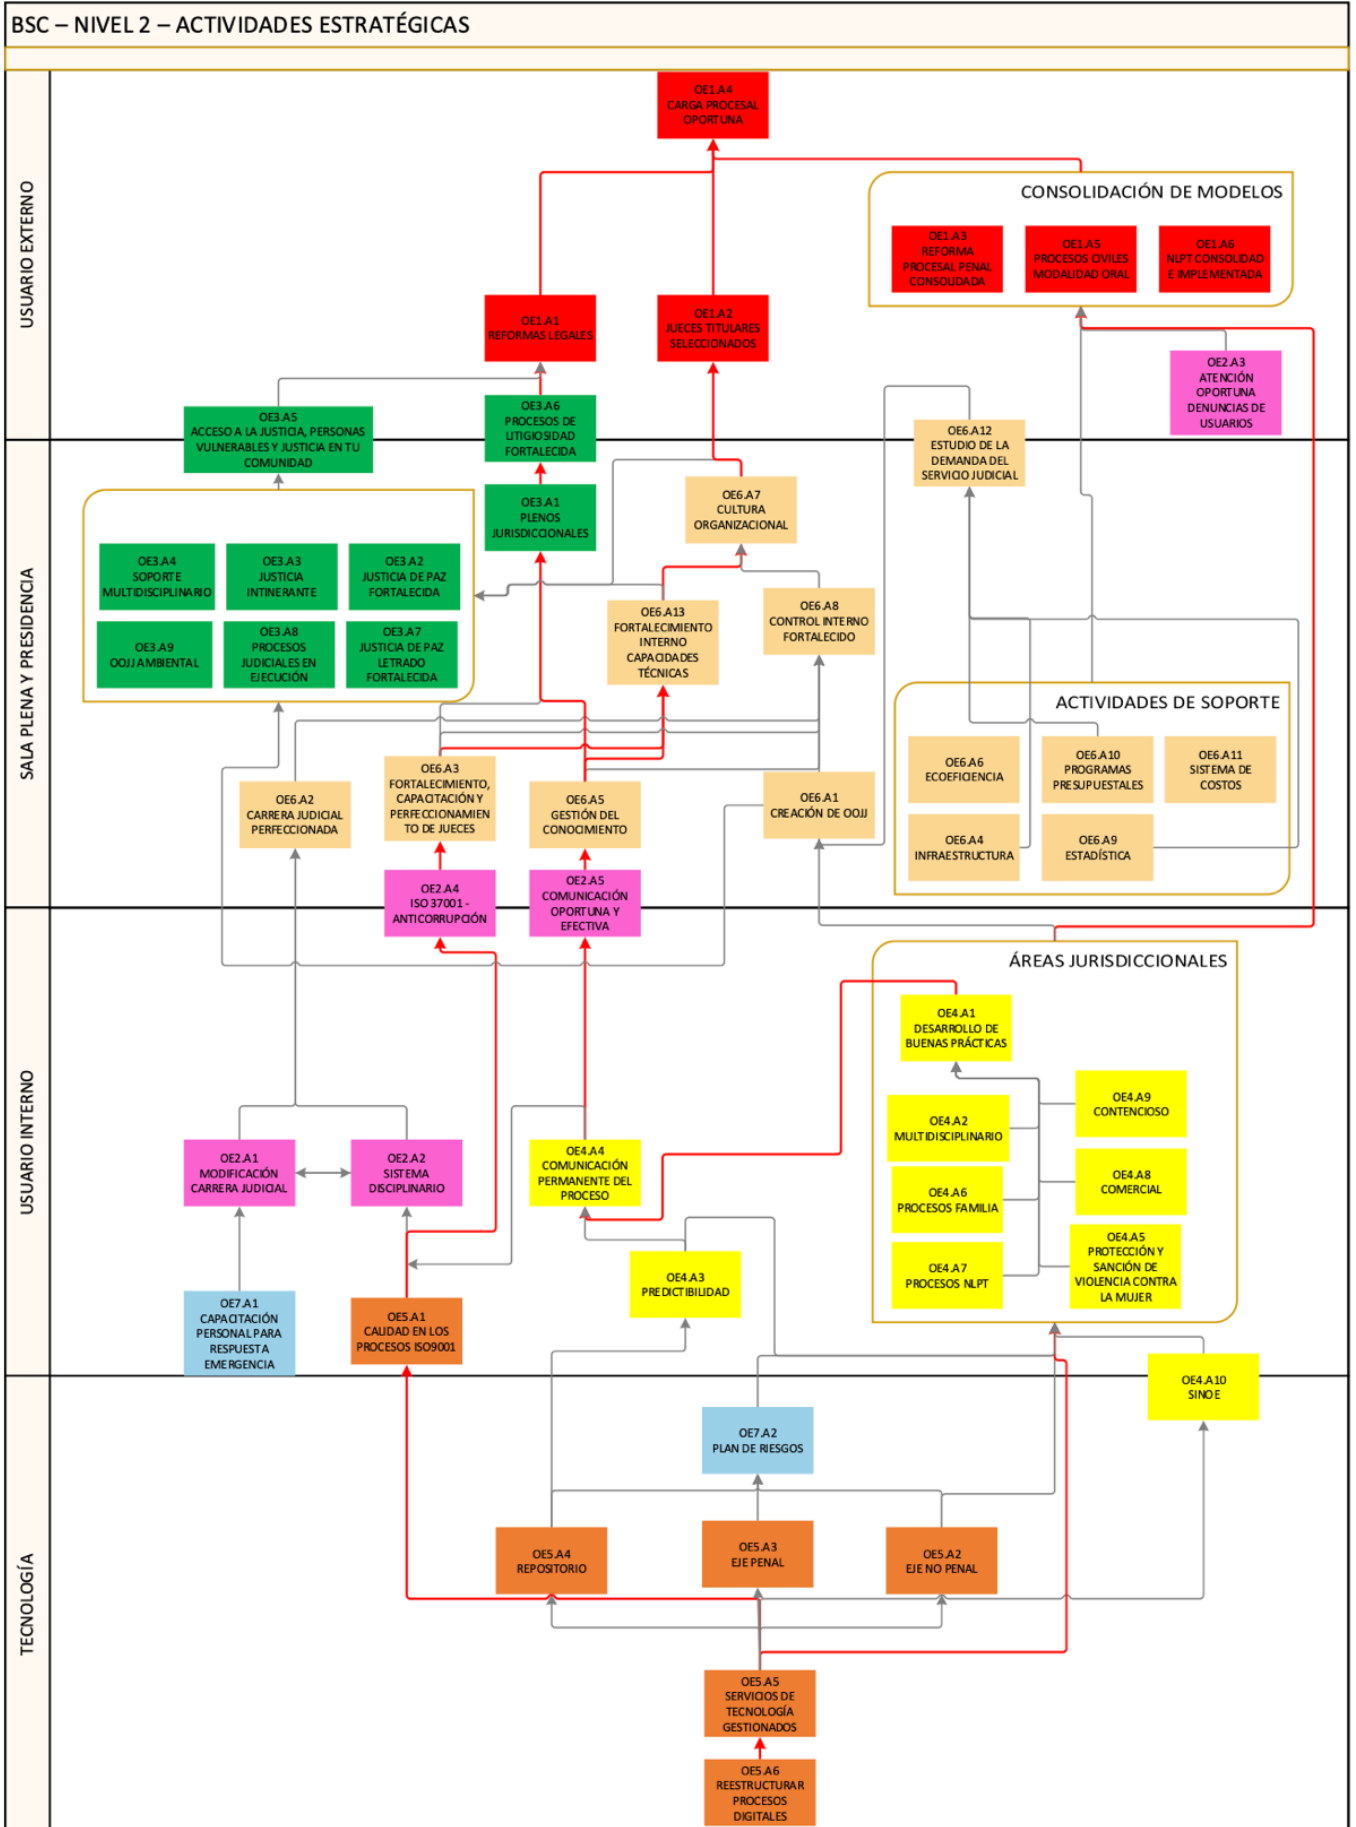 BSC – NIVEL 2 – ACTIVIDADES ESTRATÉGICAS
USUARIO EXTERNO
OE1.A4
CARGA PROCESAL
OPORTUNA
CONSOLIDACIÓN DE MODELOS
OE1.A3
REFORMA
PROCESAL PENAL
CONSOLIDADA
OE1.A5
PROCESOS CIVILES
MODALIDAD ORAL
OE1.A6
NLPT CONSOLIDAD
E IMPLEMENTADA
OE1.A1
REFORMAS LEGALES
OE1.A2
JUECES TITULARES
SELECCIONADOS
OE2.A3
ATENCIÓN
OPORTUNA
DENUNCIAS DE
USUARIOS
OE3.A5
ACCESO A LA JUSTICIA, PERSONAS
VULNERABLES Y JUSTICIA EN TU
COMUNIDAD
OE3.A6
PROCESOS DE
LITIGIOSIDAD
FORTALECIDA
OE6.A12
ESTUDIO DE LA
DEMANDA DEL
SERVICIO JUDICIAL
SALA PLENA Y PRESIDENCIA
OE3.A1
PLENOS
JURISDICCIONALES
OE6.A7
CULTURA
ORGANIZACIONAL
OE3.A4
SOPORTE
MULTIDISCIPLINARIO
OE3.A3
JUSTICIA
INTINERANTE
OE3.A2
JUSTICIA DE PAZ
FORTALECIDA
OE3.A9
OOJJ AMBIENTAL
OE3.A8
PROCESOS
JUDICIALES EN
EJECUCIÓN
OE3.A7
JUSTICIA DE PAZ
LETRADO
FORTALECIDA
OE6.A13
FORTALECIMIENTO
INTERNO
CAPACIDADES
TÉCNICAS
OE6.A8
CONTROL INTERNO
FORTALECIDO
ACTIVIDADES DE SOPORTE
OE6.A6
ECOEFICIENCIA
OE6.A10
PROGRAMAS
PRESUPUESTALES
OE6.A11
SISTEMA DE
COSTOS
OE6.A4
INFRAESTRUCTURA
OE6.A9
ESTADÍSTICA
OE6.A2
CARRERA JUDICIAL
PERFECCIONADA
OE6.A3
FORTALECIMIENTO,
CAPACITACIÓN Y
PERFECCIONAMIEN
TO DE JUECES
OE6.A5
GESTIÓN DEL
CONOCIMIENTO
OE6.A1
CREACIÓN DE OOJJ
OE2.A4
ISO 37001 -
ANTICORRUPCIÓN
OE2.A5
COMUNICACIÓN
OPORTUNA Y
EFECTIVA
USUARIO INTERNO
ÁREAS JURISDICCIONALES
OE4.A1
DESARROLLO DE
BUENAS PRÁCTICAS
OE4.A9
CONTENCIOSO
OE4.A2
MULTIDISCIPLINARIO
OE4.A8
COMERCIAL
OE4.A6
PROCESOS FAMILIA
OE4.A5
PROTECCIÓN Y
SANCIÓN DE
VIOLENCIA CONTRA
LA MUJER
OE4.A7
PROCESOS NLPT
OE2.A1
MODIFICACIÓN
CARRERA JUDICIAL
OE2.A2
SISTEMA
DISCIPLINARIO
OE4.A4
COMUNICACIÓN
PERMANENTE DEL
PROCESO
OE4.A3
PREDICTIBILIDAD
OE7.A1
CAPACITACIÓN
PERSONAL PARA
RESPUESTA
EMERGENCIA
OE5.A1
CALIDAD EN LOS
PROCESOS ISO9001
OE4.A10
SINOE
TECNOLOGÍA
OE7.A2
PLAN DE RIESGOS
OE5.A4
REPOSITORIO
OE5.A3
EJE PENAL
OE5.A2
EJE NO PENAL
OE5.A5
SERVICIOS DE
TECNOLOGÍA
GESTIONADOS
OE5.A6
REESTRUCTURAR
PROCESOS
DIGITALES